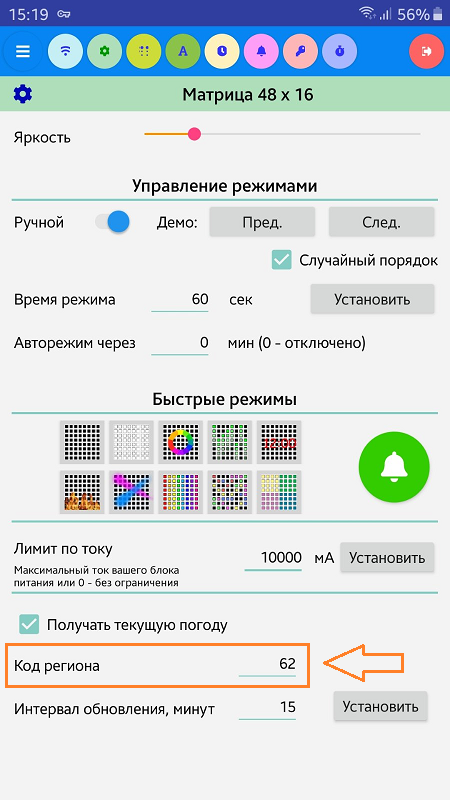 15:19 56%
A
Матрица 48 x 16
Яркость
Управление режимами
Ручной Демо: Пред. След.
Случайный порядок
Время режима 60 сек Установить
Авторежим через 0 мин (0 - отключено)
Быстрые режимы
12:00
Лимит по току
Максимальный ток вашего блока
питания или 0 - без ограничения
10000 мА Установить
Получать текущую погоду
Код региона 62
Интервал обновления, минут 15 Установить